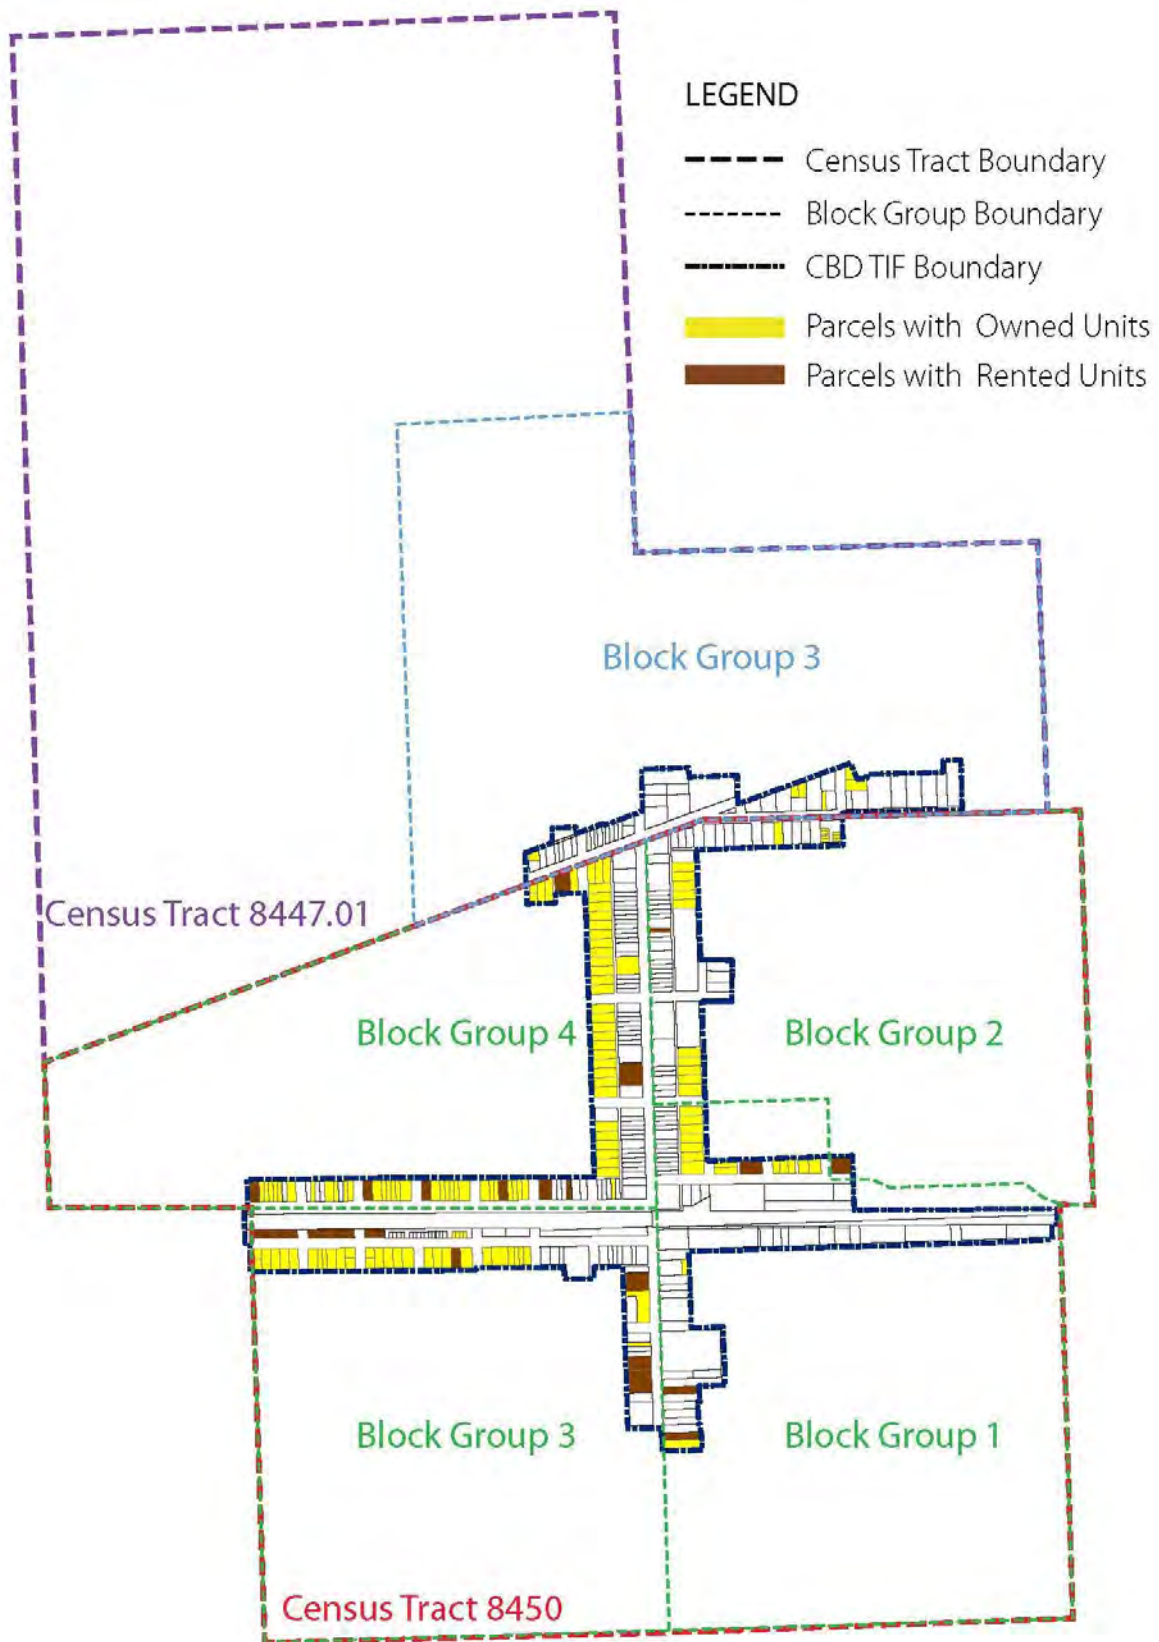 LEGEND
Census Tract Boundary
Block Group Boundary
CBD TIF Boundary
Parcels with Owned Units
Parcels with Rented Units
Block Group 3
Census Tract 8447.01
Block Group 4
Block Group 2
Block Group 3
Block Group 1
Census Tract 8450